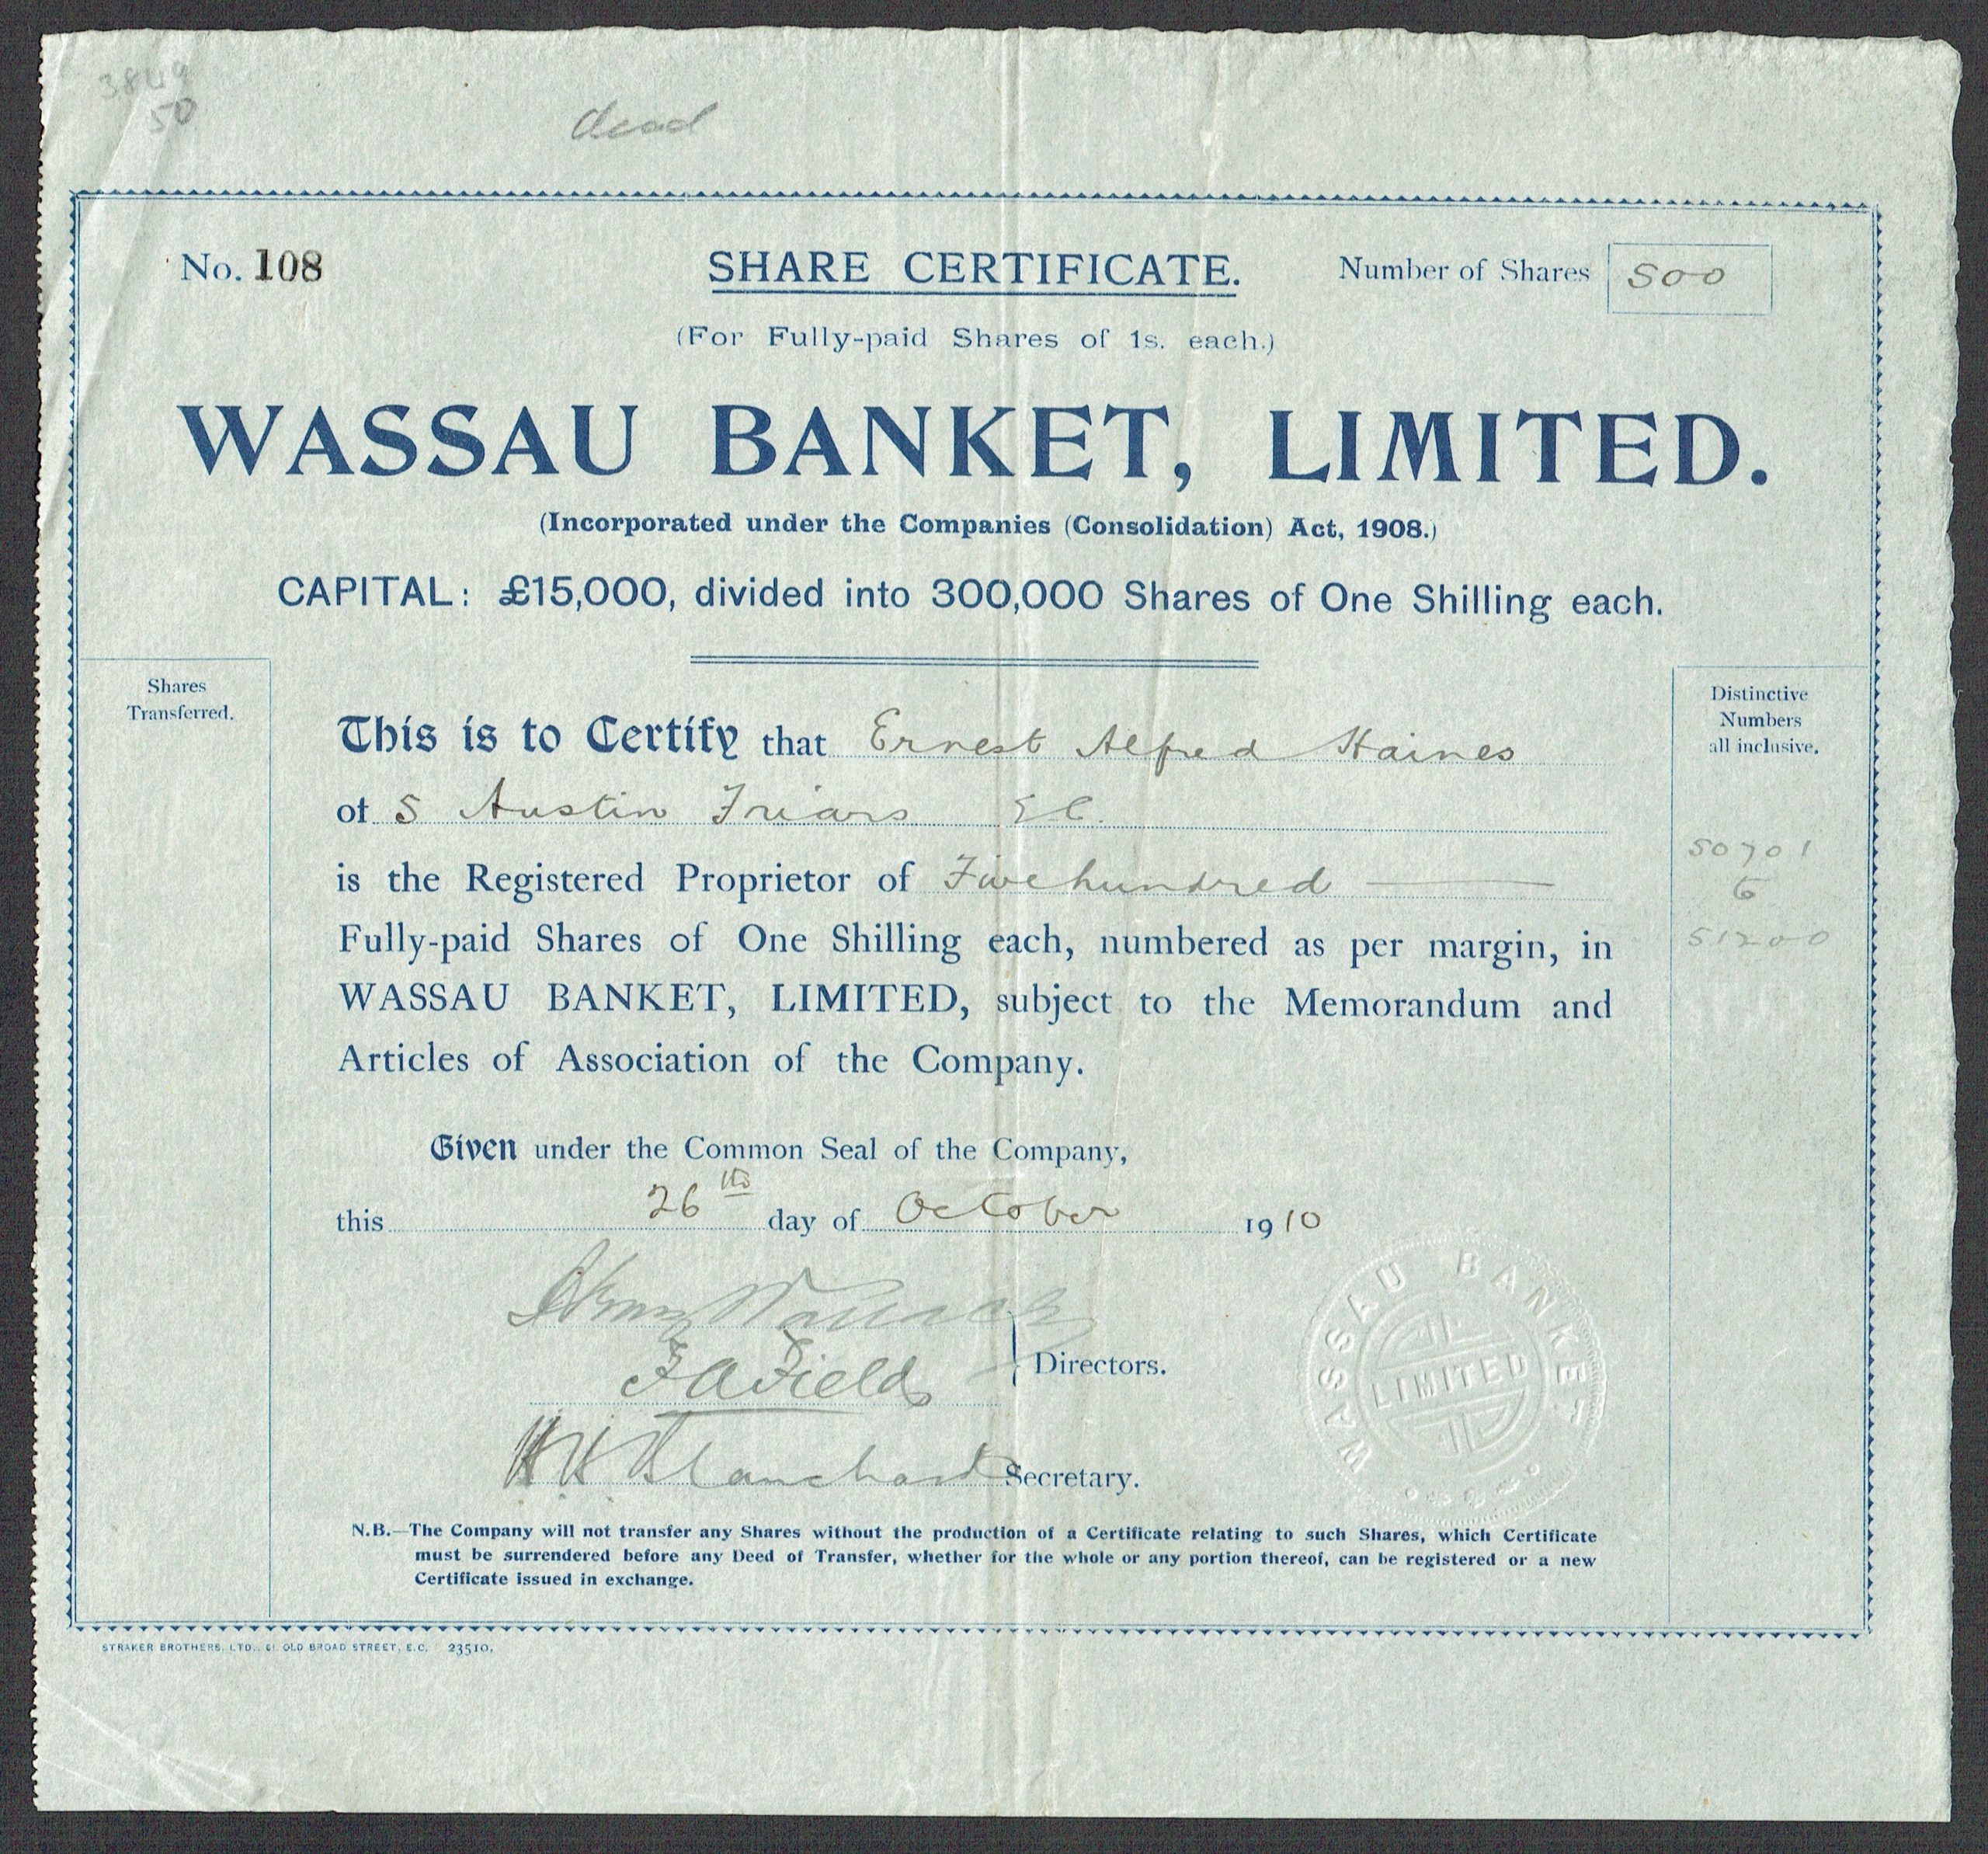 3849
50
dead
No. 108
SHARE CERTIFICATE.
Number of Shares 500
(For Fully-paid Shares of 1s. each.)
WASSAU BANKET, LIMITED.
(Incorporated under the Companies (Consolidation) Act, 1908.)
CAPITAL: £15,000, divided into 300,000 Shares of One Shilling each.
Shares
Transferred.
Distinctive
Numbers
all inclusive.
This is to Certify that Ernest Alfred Haines
of 5 Austin Friars E.C.
is the Registered Proprietor of Five hundred
50701
to
51200
Fully-paid Shares of One Shilling each, numbered as per margin, in
WASSAU BANKET, LIMITED, subject to the Memorandum and
Articles of Association of the Company.
Given under the Common Seal of the Company,
this 26th day of October 1910
F A Field
Directors.
Blanchard Secretary.
WASSAU BANKET
LIMITED
N.B.—The Company will not transfer any Shares without the production of a Certificate relating to such Shares, which Certificate
must be surrendered before any Deed of Transfer, whether for the whole or any portion thereof, can be registered or a new
Certificate issued in exchange.
STRAKER BROTHERS, LTD., OLD BROAD STREET, E.C. 23510.